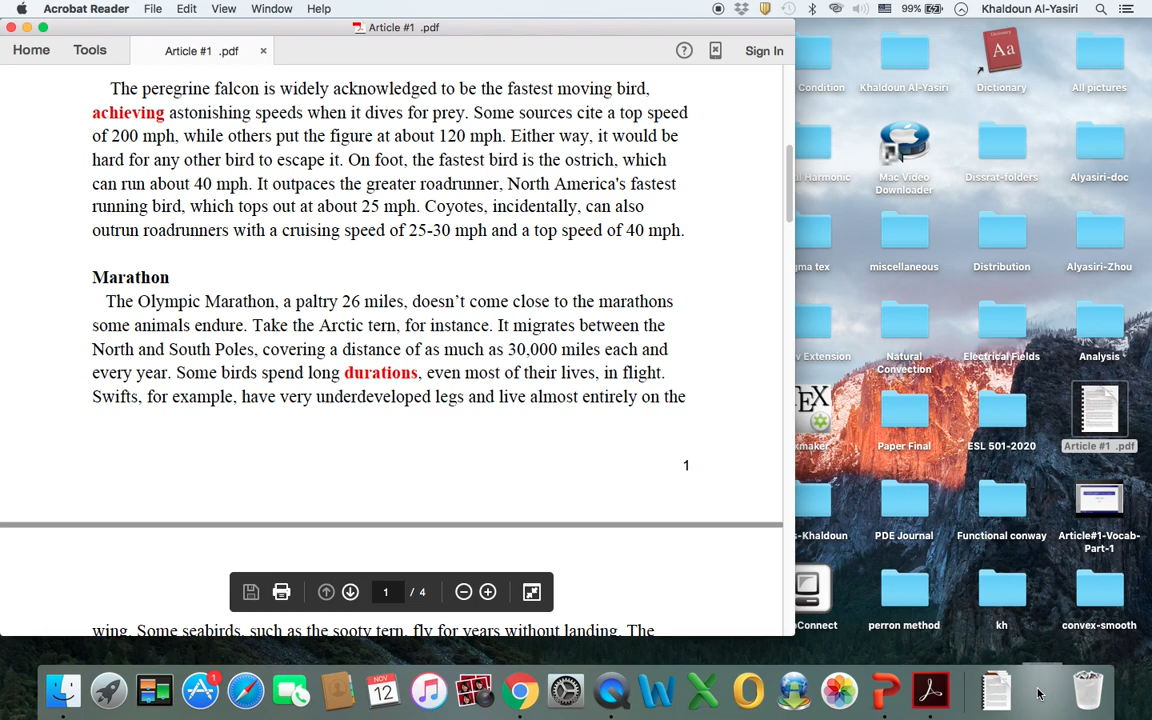 Acrobat Reader File Edit View Window Help 99% Khaldoun Al-Yasiri
Article #1 .pdf
Home Tools Article #1 .pdf × ? Sign In
The peregrine falcon is widely acknowledged to be the fastest moving bird,
achieving astonishing speeds when it dives for prey. Some sources cite a top speed
of 200 mph, while others put the figure at about 120 mph. Either way, it would be
hard for any other bird to escape it. On foot, the fastest bird is the ostrich, which
can run about 40 mph. It outpaces the greater roadrunner, North America's fastest
running bird, which tops out at about 25 mph. Coyotes, incidentally, can also
outrun roadrunners with a cruising speed of 25-30 mph and a top speed of 40 mph.
Marathon
The Olympic Marathon, a paltry 26 miles, doesn’t come close to the marathons
some animals endure. Take the Arctic tern, for instance. It migrates between the
North and South Poles, covering a distance of as much as 30,000 miles each and
every year. Some birds spend long durations, even most of their lives, in flight.
Swifts, for example, have very underdeveloped legs and live almost entirely on the
1
1 / 4
wing. Some seabirds, such as the sooty tern, fly for years without landing. The
Condition Khaldoun Al-Yasiri Dictionary All pictures
Aa
Harmonic Mac Video Downloader Dissrat-folders Alyasiri-doc
tex miscellaneous Distribution Alyasiri-Zhou
Extension Natural Convection Electrical Fields Analysis
Paper Final ESL 501-2020 Article #1 .pdf
-Khaldoun PDE Journal Functional conway Article#1-Vocab-Part-1
Connect perron method kh convex-smooth
1
NOV
12